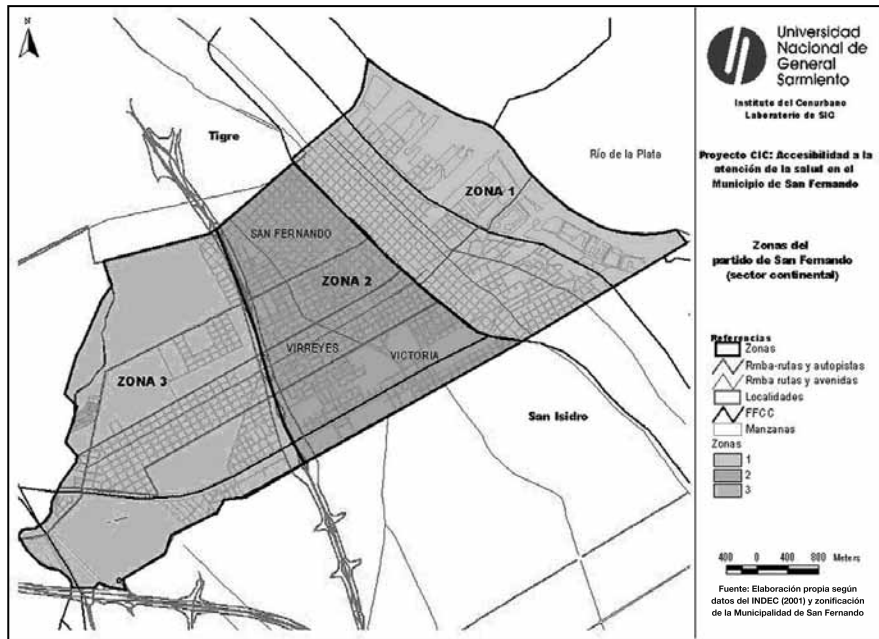 N
Tigre
Río de la Plata
ZONA 1
SAN FERNANDO
ZONA 2
VIRREYES
VICTORIA
ZONA 3
San Isidro
Universidad
Nacional de
General
Sarmiento
Instituto del Conurbano
Laboratorio de SIG
Proyecto CIC: Accesibilidad a la
atención de la salud en el
Municipio de San Fernando
Zonas del
partido de San Fernando
(sector continental)
Referencias
Zonas
Rmba-rutas y autopistas
Rmba rutas y avenidas
Localidades
FFCC
Manzanas
Zonas
1
2
3
400 0 400 800 Meters
Fuente: Elaboración propia según
datos del INDEC (2001) y zonificación
de la Municipalidad de San Fernando